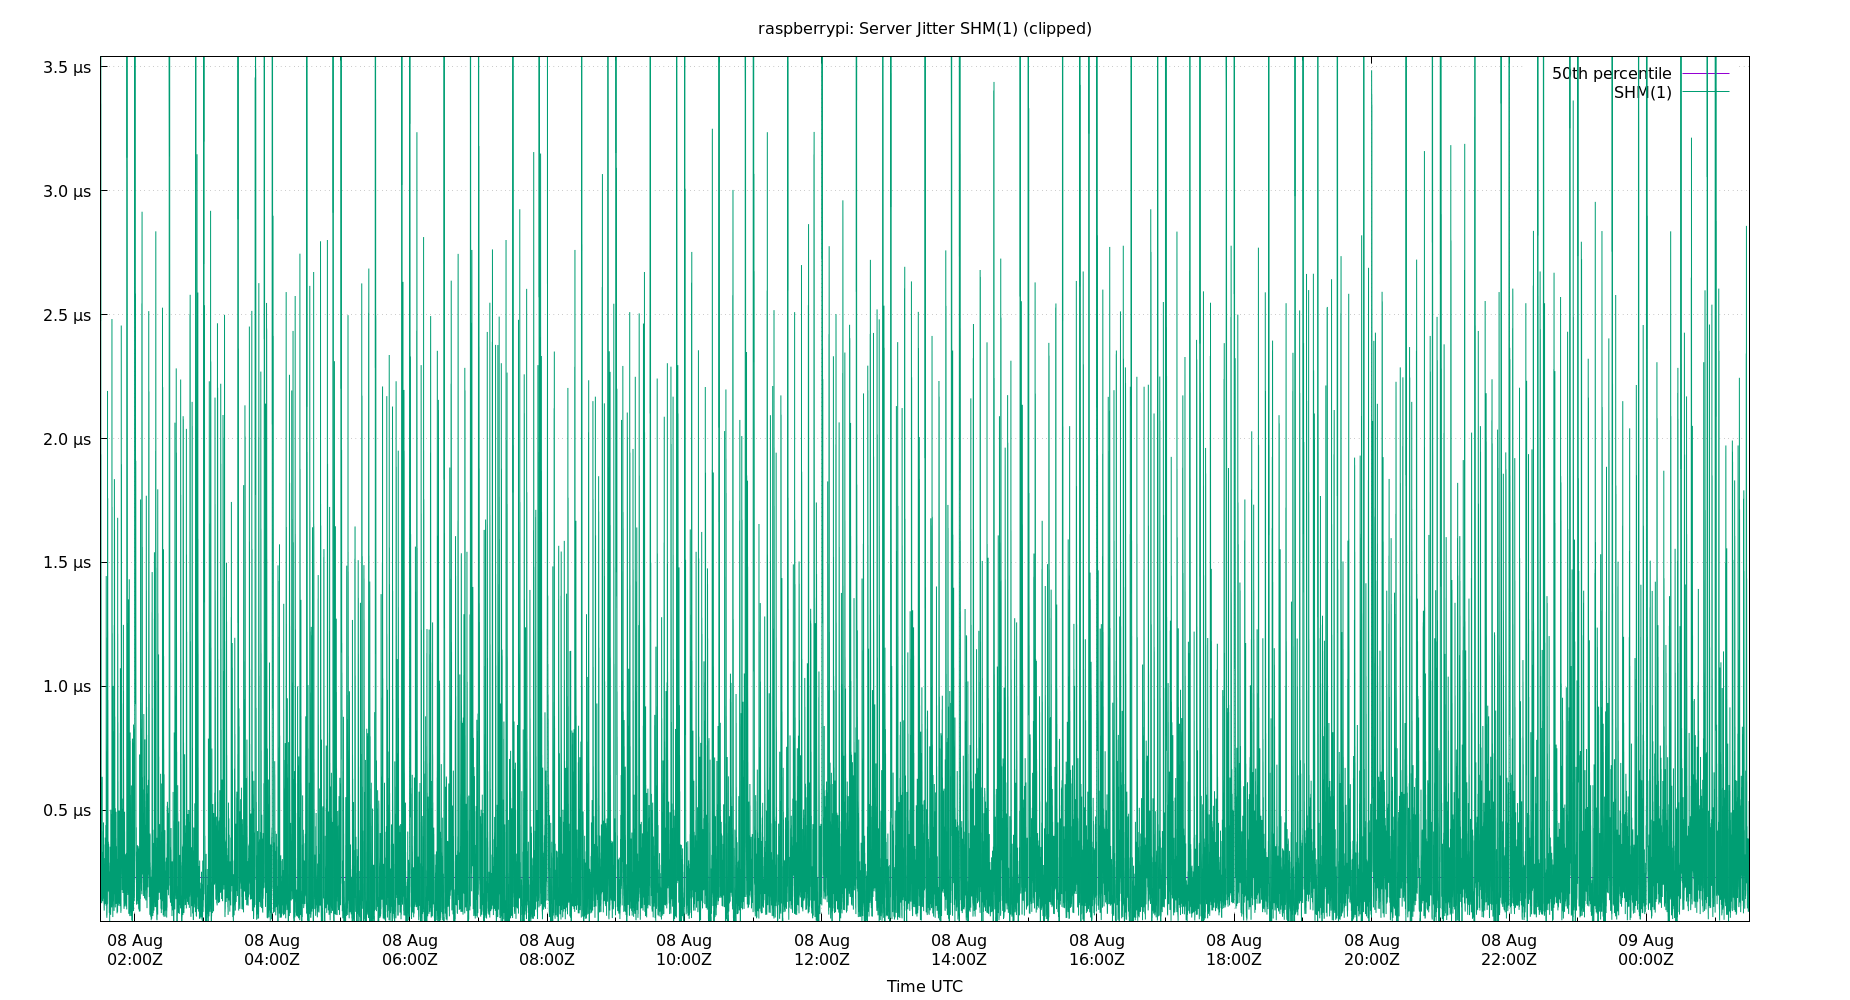 raspberrypi: Server Jitter SHM(1) (clipped)
50th percentile
SHM(1)
3.5 μs
3.0 μs
2.5 μs
2.0 μs
1.5 μs
1.0 μs
0.5 μs
08 Aug 08 Aug 08 Aug 08 Aug 08 Aug 08 Aug 08 Aug 08 Aug 08 Aug 08 Aug 08 Aug 09 Aug
02:00Z 04:00Z 06:00Z 08:00Z 10:00Z 12:00Z 14:00Z 16:00Z 18:00Z 20:00Z 22:00Z 00:00Z
Time UTC